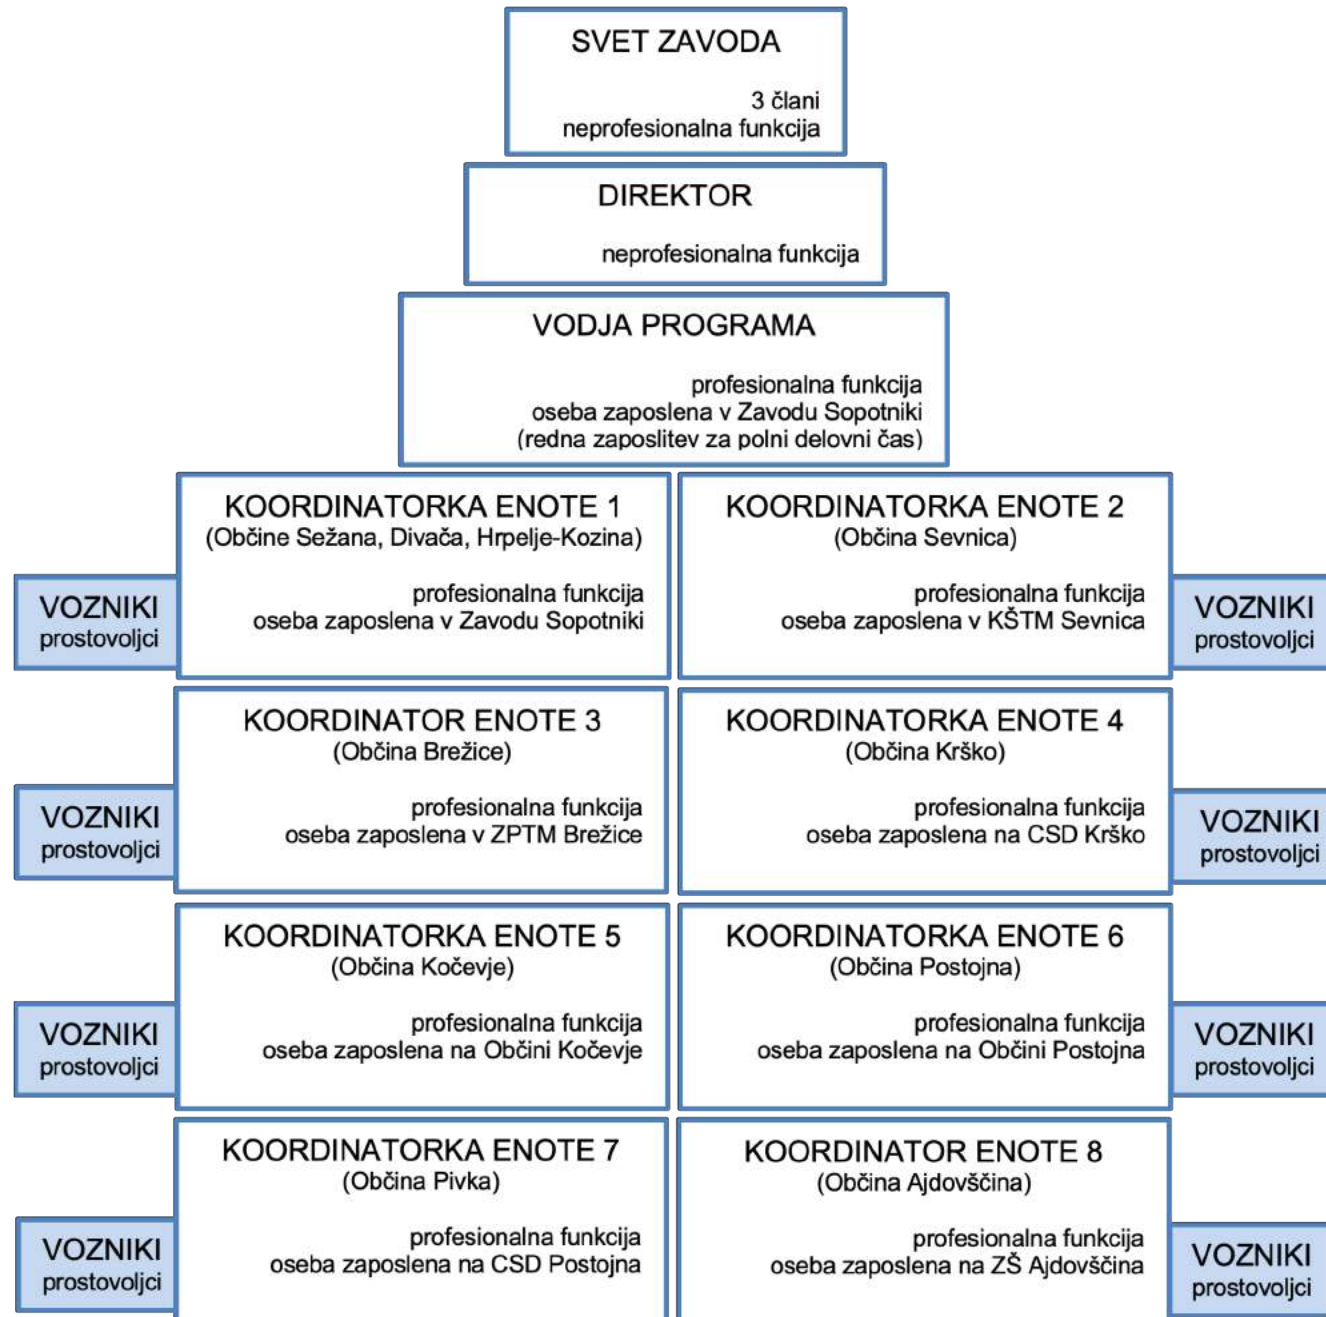 SVET ZAVODA
3 člani
neprofesionalna funkcija
DIREKTOR
neprofesionalna funkcija
VODJA PROGRAMA
profesionalna funkcija
oseba zaposlena v Zavodu Sopotniki
(redna zaposlitev za polni delovni čas)
KOORDINATORKA ENOTE 1
(Občine Sežana, Divača, Hrpelje-Kozina)
profesionalna funkcija
oseba zaposlena v Zavodu Sopotniki
VOZNIKI
prostovoljci
KOORDINATORKA ENOTE 2
(Občina Sevnica)
profesionalna funkcija
oseba zaposlena v KŠTM Sevnica
VOZNIKI
prostovoljci
KOORDINATOR ENOTE 3
(Občina Brežice)
profesionalna funkcija
oseba zaposlena v ZPTM Brežice
VOZNIKI
prostovoljci
KOORDINATORKA ENOTE 4
(Občina Krško)
profesionalna funkcija
oseba zaposlena na CSD Krško
VOZNIKI
prostovoljci
KOORDINATORKA ENOTE 5
(Občina Kočevje)
profesionalna funkcija
oseba zaposlena na Občini Kočevje
VOZNIKI
prostovoljci
KOORDINATORKA ENOTE 6
(Občina Postojna)
profesionalna funkcija
oseba zaposlena na Občini Postojna
VOZNIKI
prostovoljci
KOORDINATORKA ENOTE 7
(Občina Pivka)
profesionalna funkcija
oseba zaposlena na CSD Postojna
VOZNIKI
prostovoljci
KOORDINATOR ENOTE 8
(Občina Ajdovščina)
profesionalna funkcija
oseba zaposlena na ZŠ Ajdovščina
VOZNIKI
prostovoljci